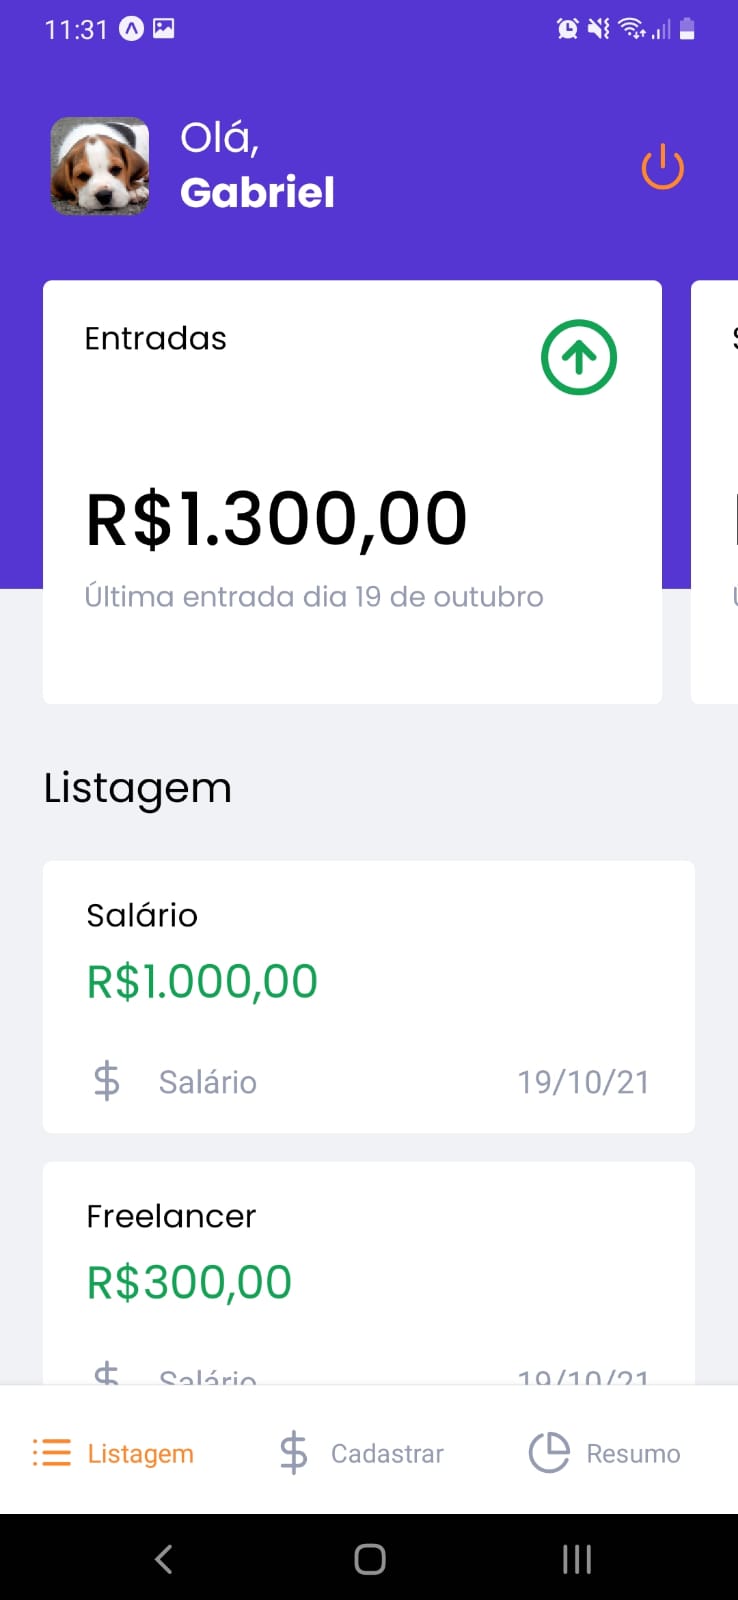 11:31
Olá,
Gabriel
Entradas
R$1.300,00
Última entrada dia 19 de outubro
Listagem
Salário
R$1.000,00
$ Salário 19/10/21
Freelancer
R$300,00
$ Salário 19/10/21
Listagem $ Cadastrar Resumo